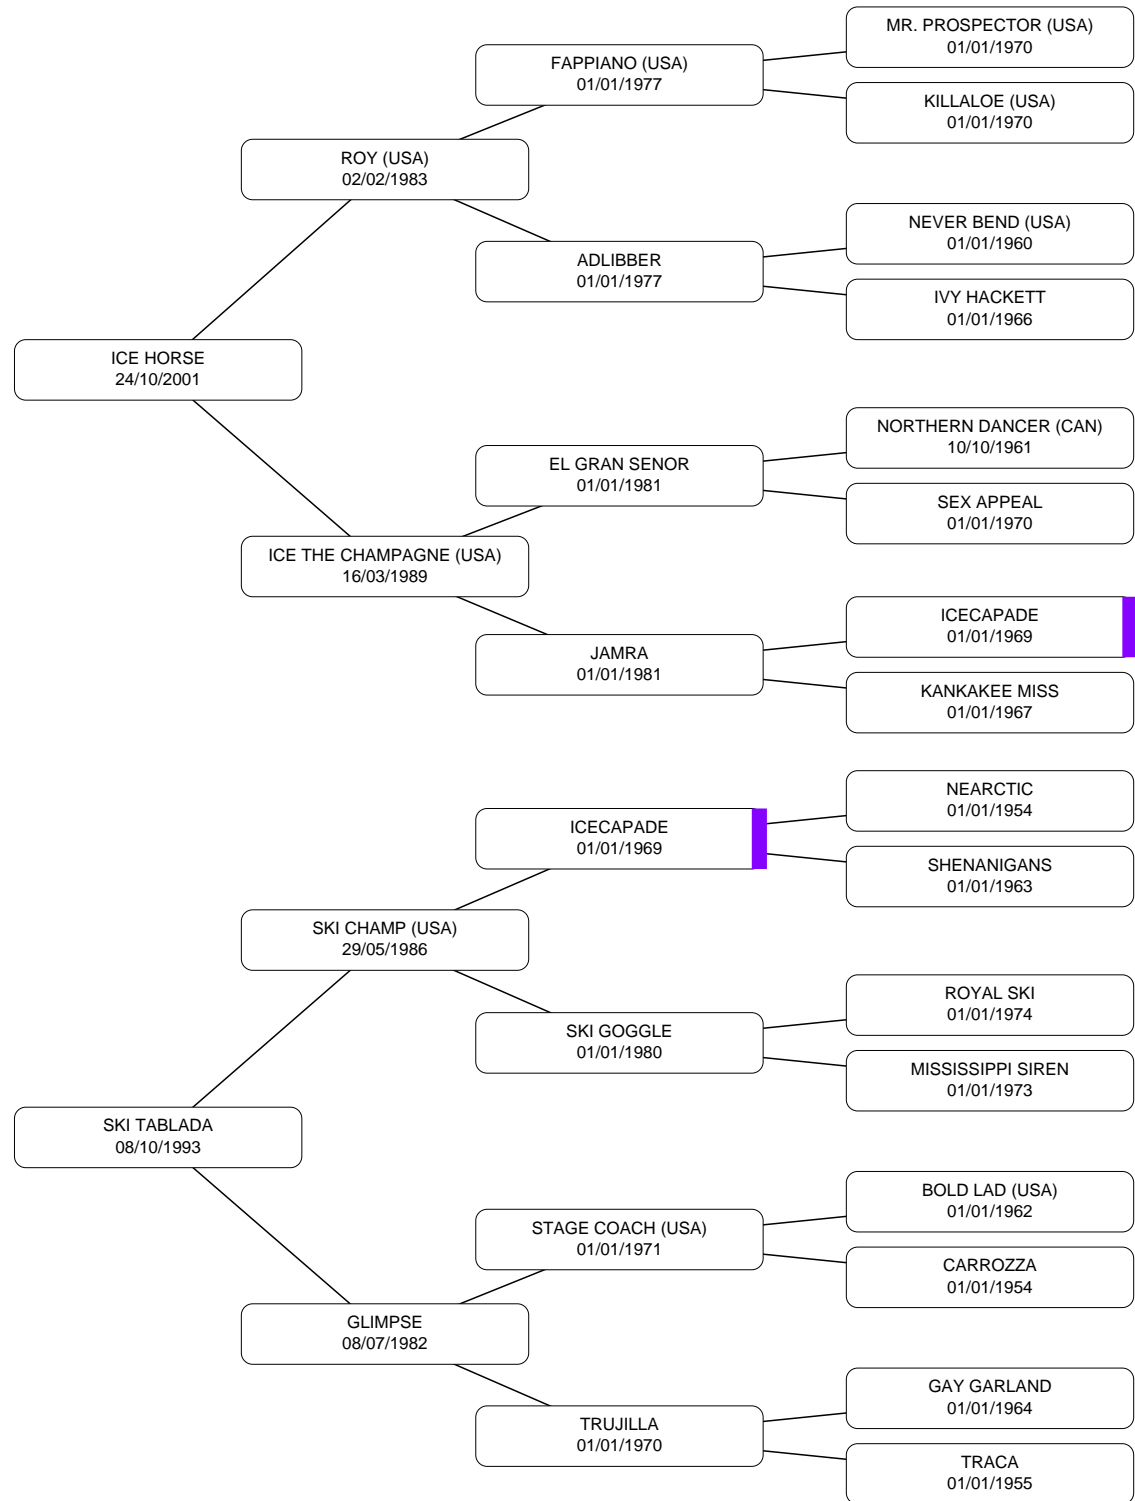 MR. PROSPECTOR (USA)
01/01/1970
FAPPIANO (USA)
01/01/1977
KILLALOE (USA)
01/01/1970
ROY (USA)
02/02/1983
NEVER BEND (USA)
01/01/1960
ADLIBBER
01/01/1977
IVY HACKETT
01/01/1966
ICE HORSE
24/10/2001
NORTHERN DANCER (CAN)
10/10/1961
EL GRAN SENOR
01/01/1981
SEX APPEAL
01/01/1970
ICE THE CHAMPAGNE (USA)
16/03/1989
ICECAPADE
01/01/1969
JAMRA
01/01/1981
KANKAKEE MISS
01/01/1967
NEARCTIC
01/01/1954
ICECAPADE
01/01/1969
SHENANIGANS
01/01/1963
SKI CHAMP (USA)
29/05/1986
ROYAL SKI
01/01/1974
SKI GOGGLE
01/01/1980
MISSISSIPPI SIREN
01/01/1973
SKI TABLADA
08/10/1993
BOLD LAD (USA)
01/01/1962
STAGE COACH (USA)
01/01/1971
CARROZZA
01/01/1954
GLIMPSE
08/07/1982
GAY GARLAND
01/01/1964
TRUJILLA
01/01/1970
TRACA
01/01/1955